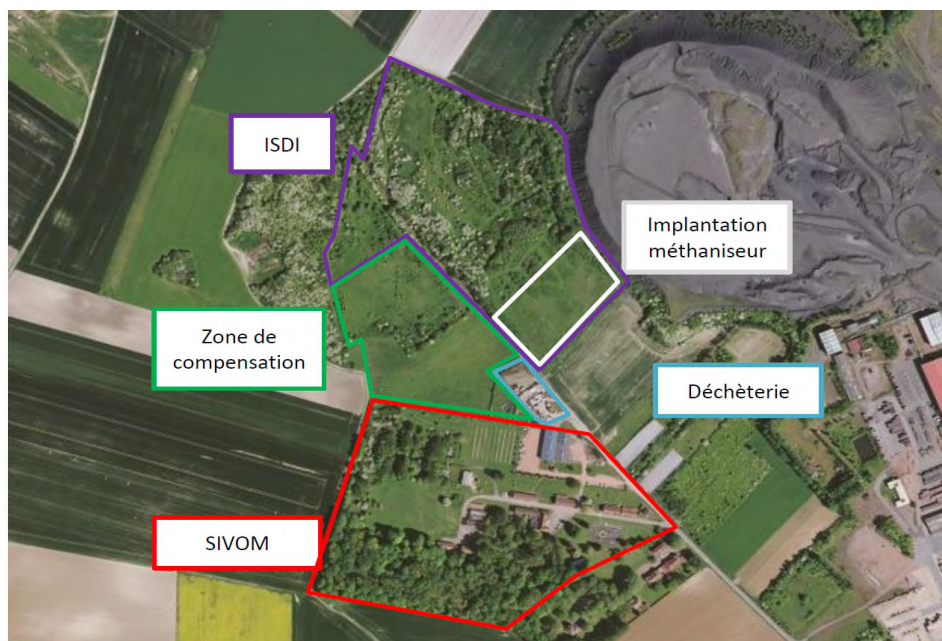 ISDI
Implantation
méthaniseur
Zone de
compensation
Déchèterie
SIVOM